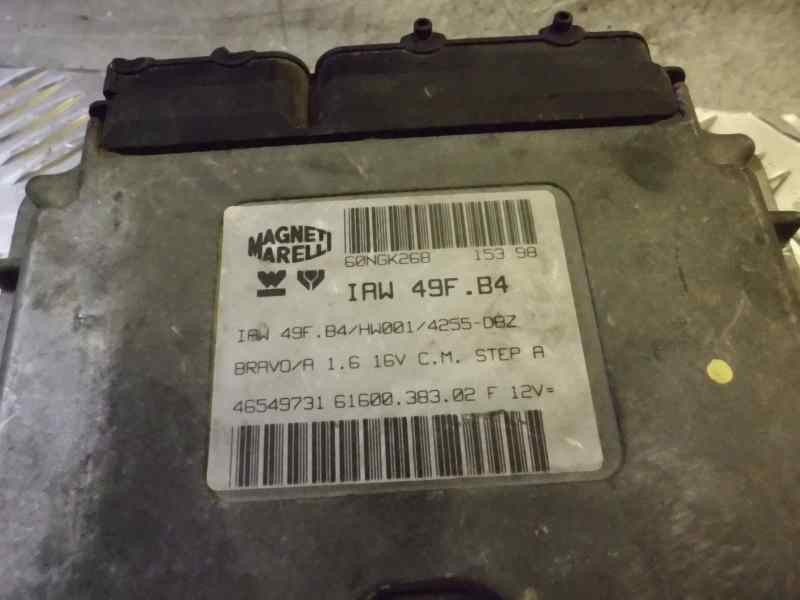 MAGNETI
MARELLI
60NGK268 153 98
IAW 49F.B4
IAW 49F.B4/HW001/4255-DBZ
BRAVO/A 1.6 16V C.M. STEP A
46549731 61600.383.02 F 12V=